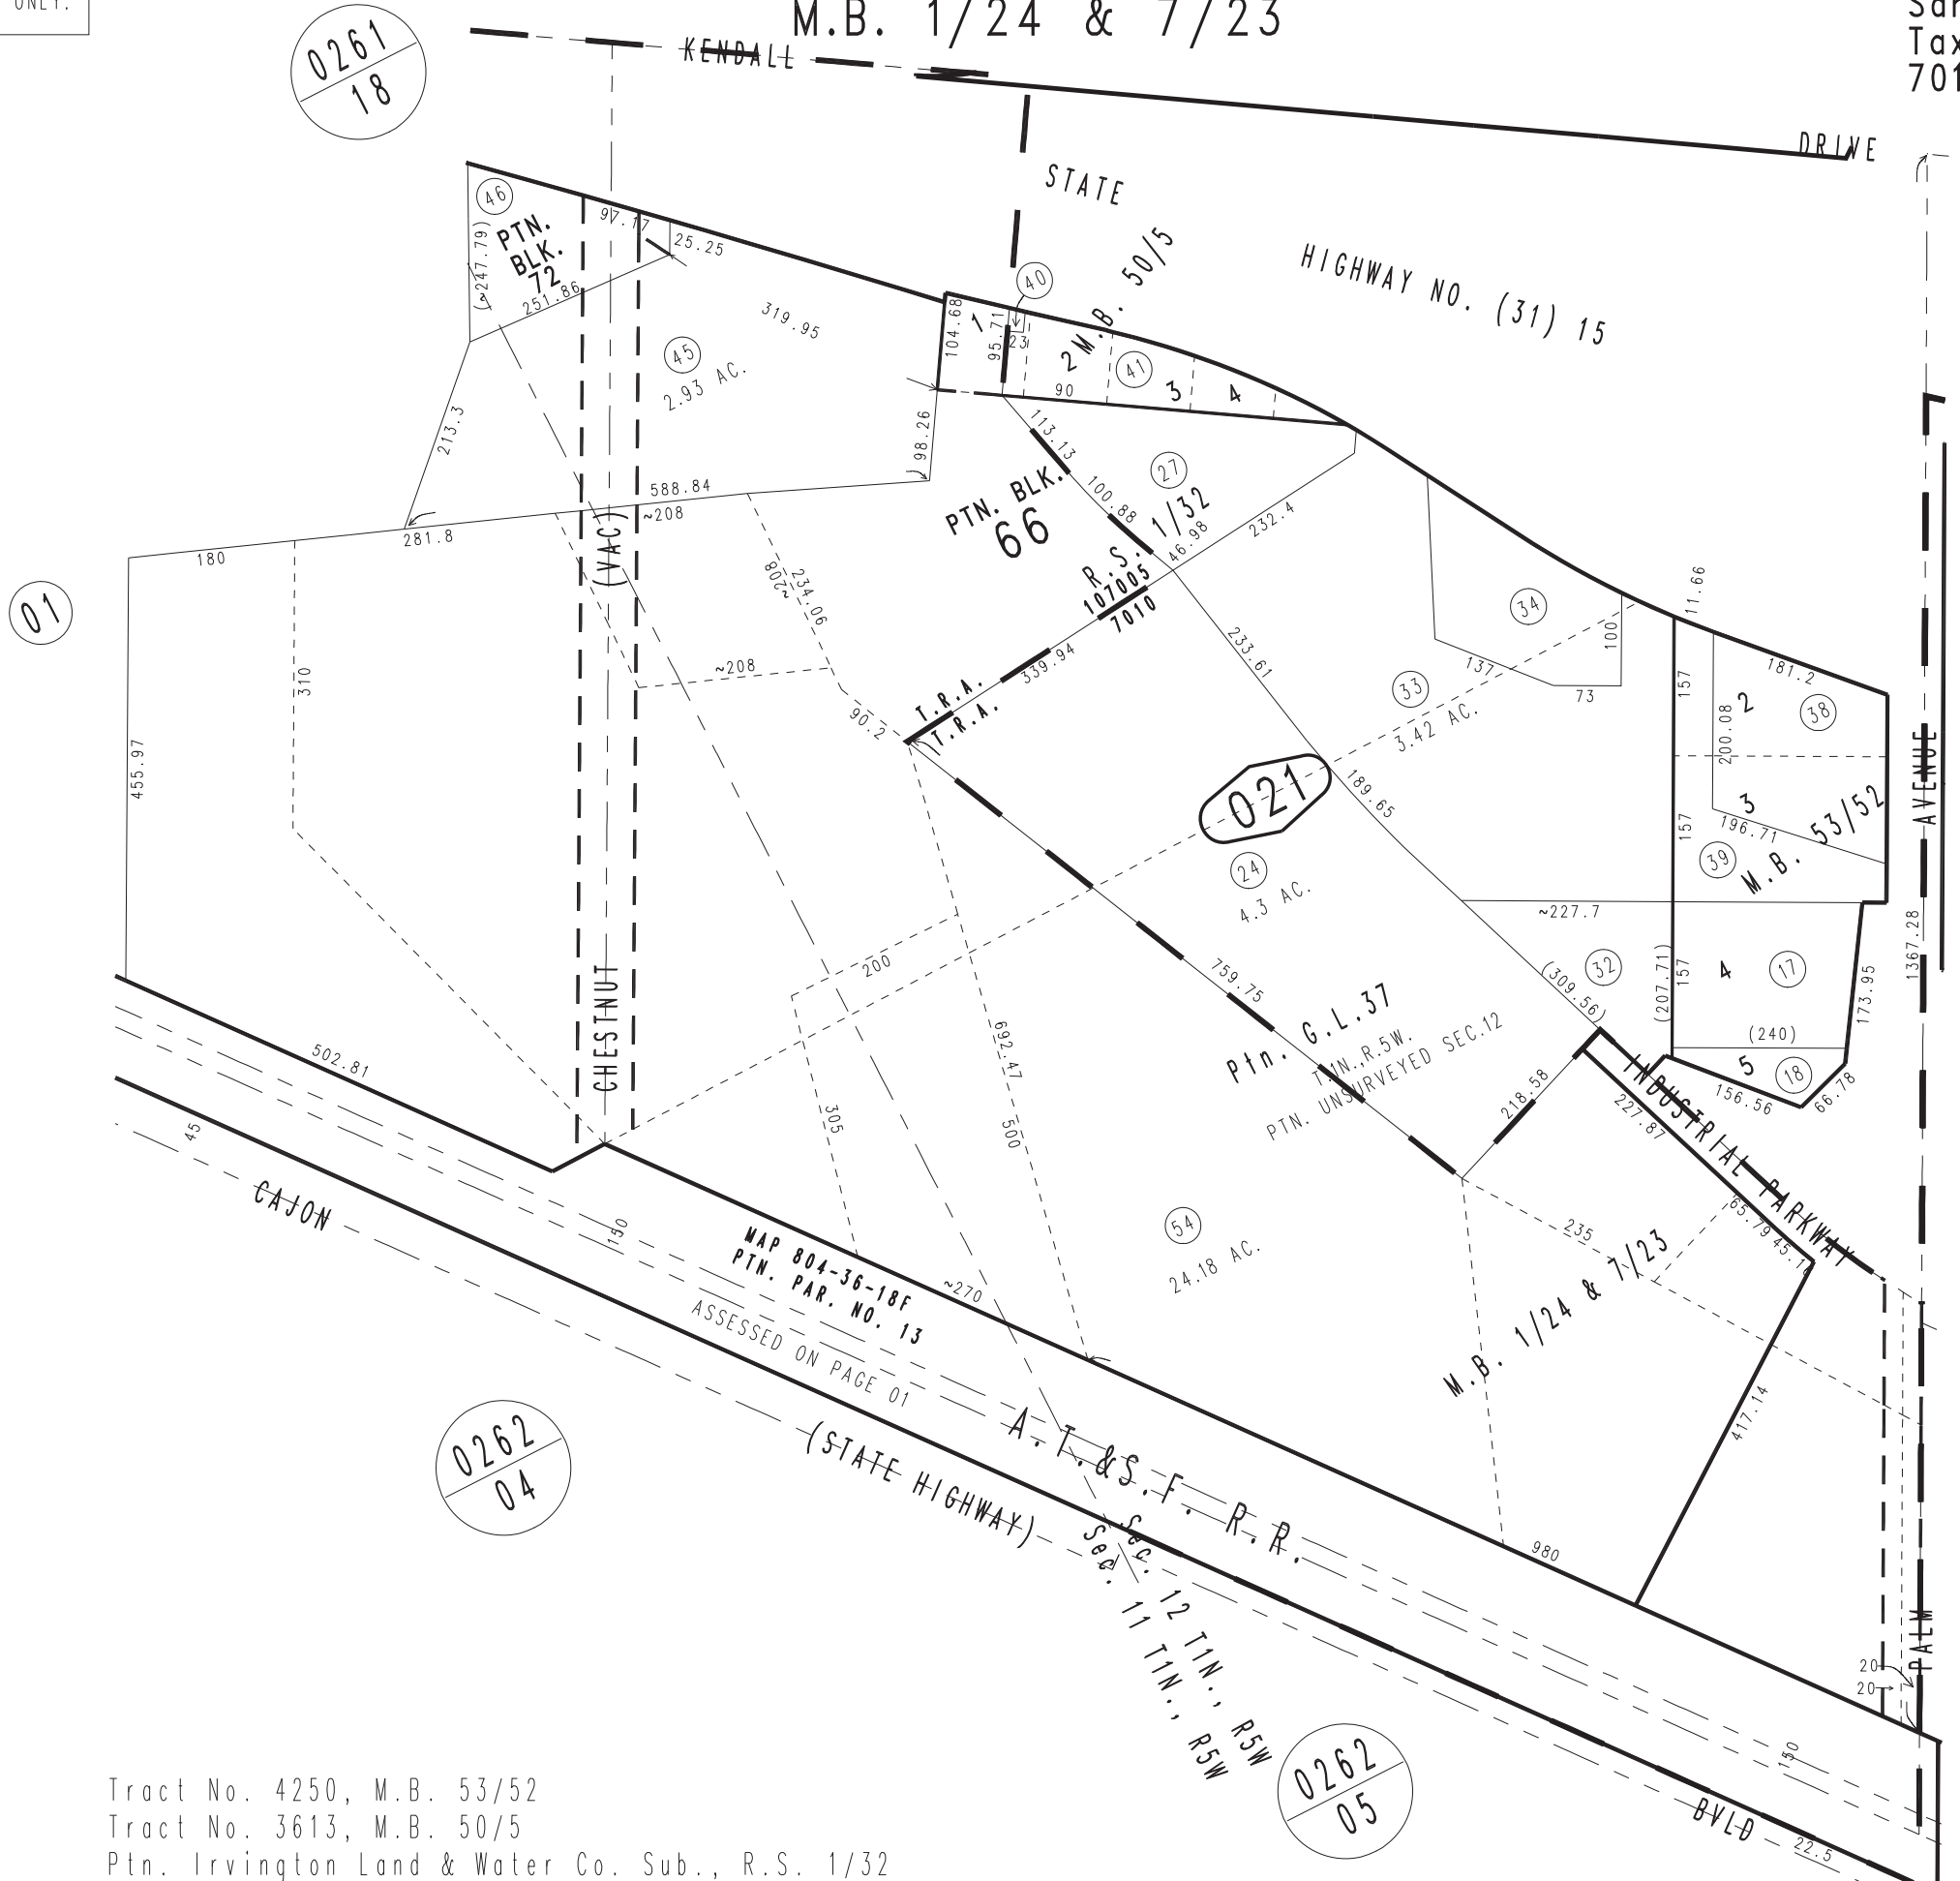 ONLY.
M.B. 1/24 & 7/23
0261
18
KENDALL
DRIVE
STATE
HIGHWAY NO. (31) 15
46
PTN.
BLK.
72
97.17
25.25
(~247.79)
251.86
319.95
45
2.93 AC.
213.3
104.68
1
95.71
23
40
2
M.B. 50/5
41
3
4
90
98.26
113.13
27
588.84
~208
281.8
180
(VAC)
PTN. BLK.
66
100.88
R.S. 1/32
46.98
232.4
107005
7010
01
310
234.06
~208
~208
90.2
T.R.A.
T.R.A.
339.94
233.61
34
100
137
73
33
3.42 AC.
11.66
181.2
157
200.08
2
38
455.97
021
189.65
24
4.3 AC.
157
3
196.71
39
M.B. 53/52
AVENUE
~227.7
200
759.75
32
(309.56)
(207.71)
157
4
17
173.95
1367.28
(240)
5
18
156.56
66.78
CHESTNUT
502.81
692.47
500
305
Ptn. G.L.37
T.1N.,R.5W.
PTN. UNSURVEYED SEC.12
218.58
INDUSTRIAL PARKWAY
227.87
65.79
235
45
CAJON
150
MAP 804-36-18F
PTN. PAR. NO. 13
ASSESSED ON PAGE 01
~270
54
24.18 AC.
M.B. 1/24 & 7/23
417.14
0262
04
(STATE HIGHWAY)
A.T.&S.F. R.R.
980
Sec. 12 T1N., R5W
Sec. 11 T1N., R5W
PALM
20
20
150
0262
05
BVLD
22.5
Tract No. 4250, M.B. 53/52
Tract No. 3613, M.B. 50/5
Ptn. Irvington Land & Water Co. Sub., R.S. 1/32